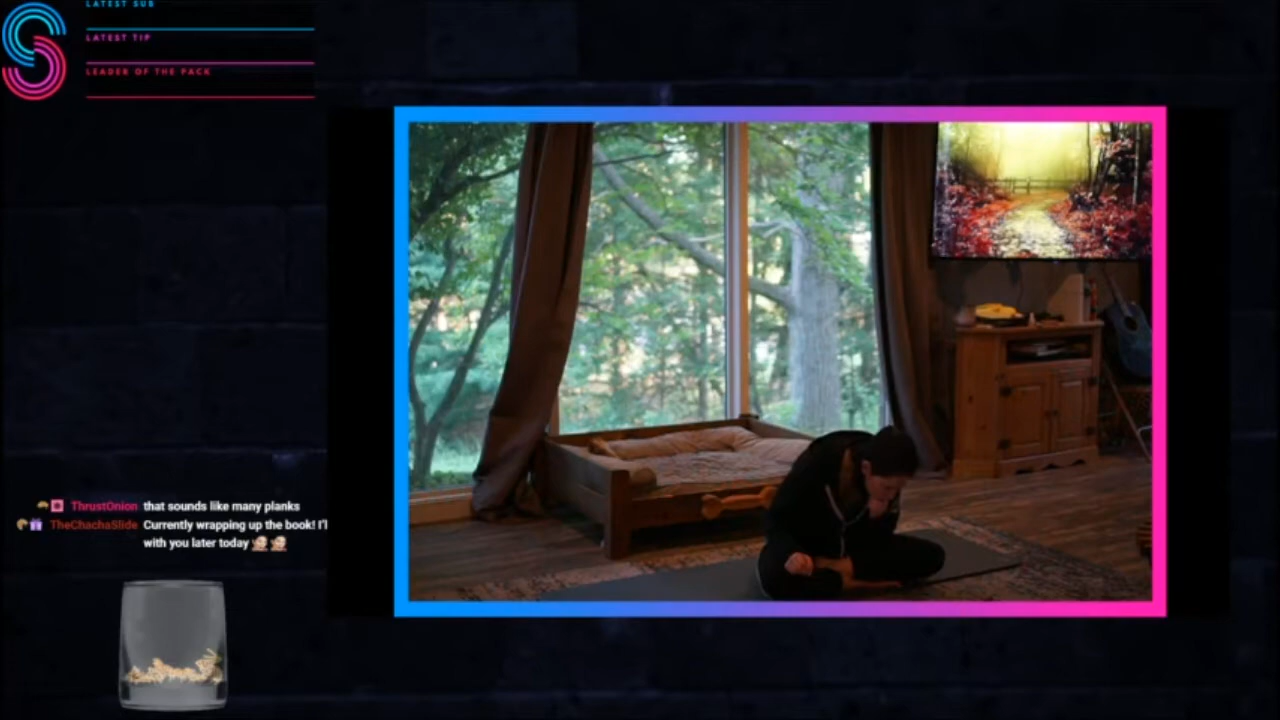 LATEST SUB
LATEST TIP
LEADER OF THE PACK
ThrustOnion that sounds like many planks
TheChachaSlide Currently wrapping up the book! I'l
with you later today